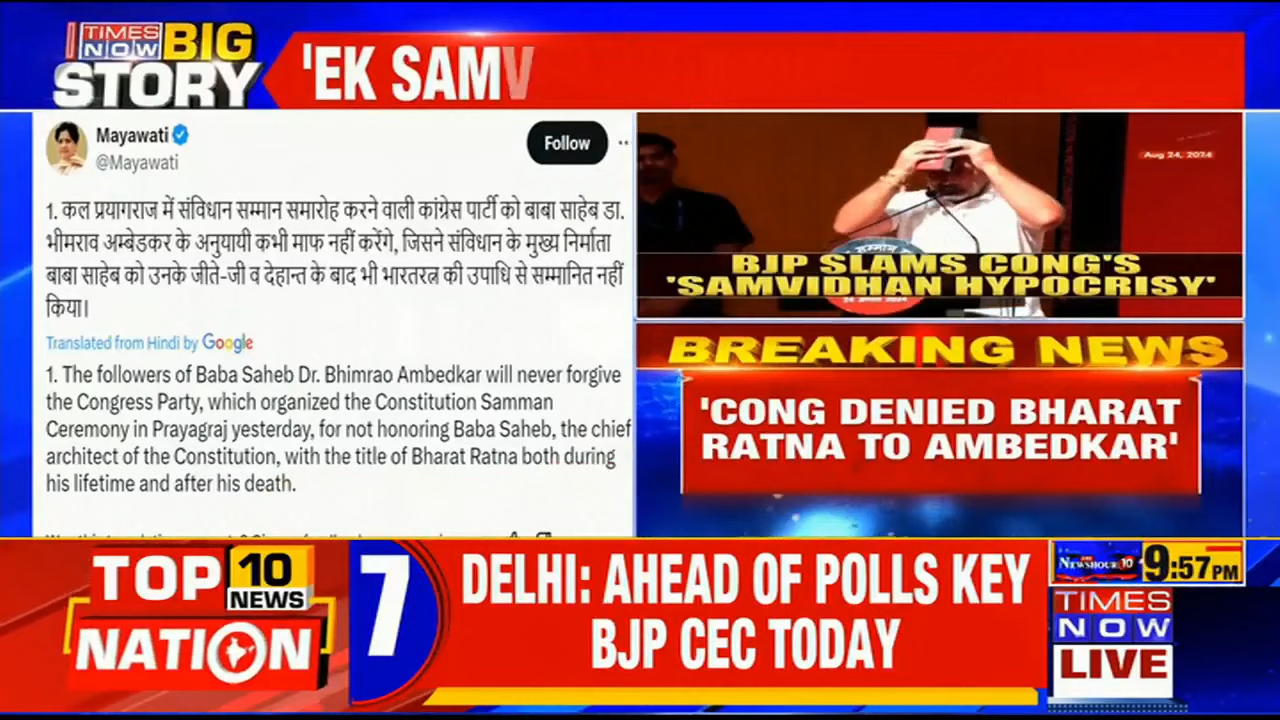 TIMES
NOW
BIG
STORY
'EK SAMV
Mayawati
@Mayawati
Follow
1. कल प्रयागराज में संविधान सम्मान समारोह करने वाली कांग्रेस पार्टी को बाबा साहेब डा.
भीमराव अम्बेडकर के अनुयायी कभी माफ नहीं करेंगे, जिसने संविधान के मुख्य निर्माता
बाबा साहेब को उनके जीते-जी व देहान्त के बाद भी भारतरत्न की उपाधि से सम्मानित नहीं
किया।
Translated from Hindi by Google
1. The followers of Baba Saheb Dr. Bhimrao Ambedkar will never forgive
the Congress Party, which organized the Constitution Samman
Ceremony in Prayagraj yesterday, for not honoring Baba Saheb, the chief
architect of the Constitution, with the title of Bharat Ratna both during
his lifetime and after his death.
Aug 24, 2024
BJP SLAMS CONG'S
'SAMVIDHAN HYPOCRISY'
BREAKING NEWS
'CONG DENIED BHARAT
RATNA TO AMBEDKAR'
TOP 10
NEWS
NATION
7
DELHI: AHEAD OF POLLS KEY
BJP CEC TODAY
NEWSHOUR 10
9:57PM
TIMES
NOW
LIVE